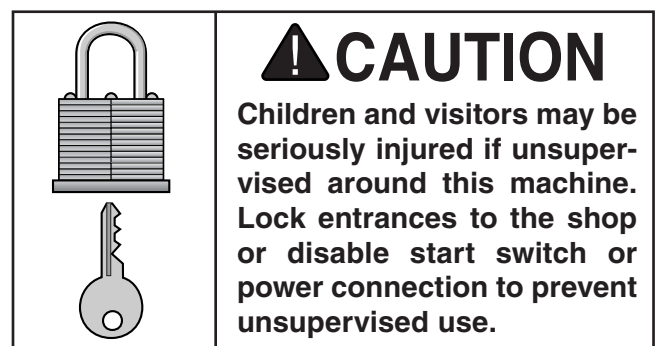 CAUTION
Children and visitors may be
seriously injured if unsuper-
vised around this machine.
Lock entrances to the shop
or disable start switch or
power connection to prevent
unsupervised use.